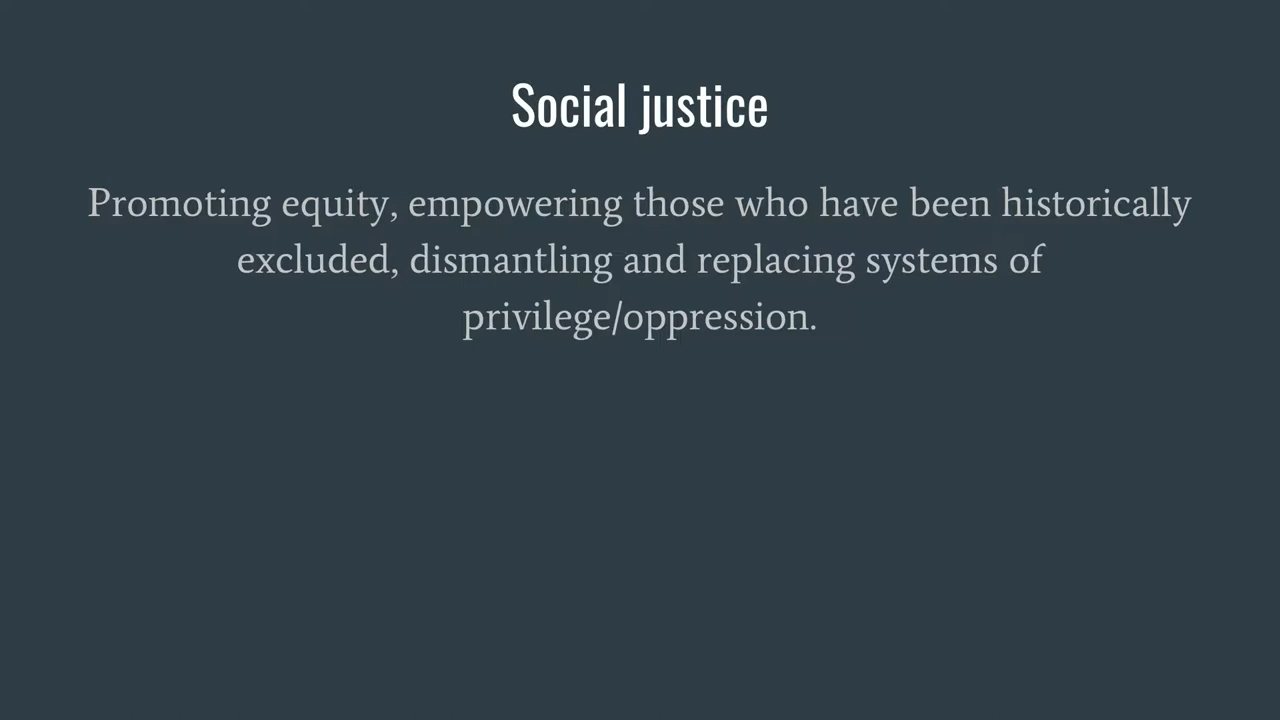 Social justice
Promoting equity, empowering those who have been historically
excluded, dismantling and replacing systems of
privilege/oppression.